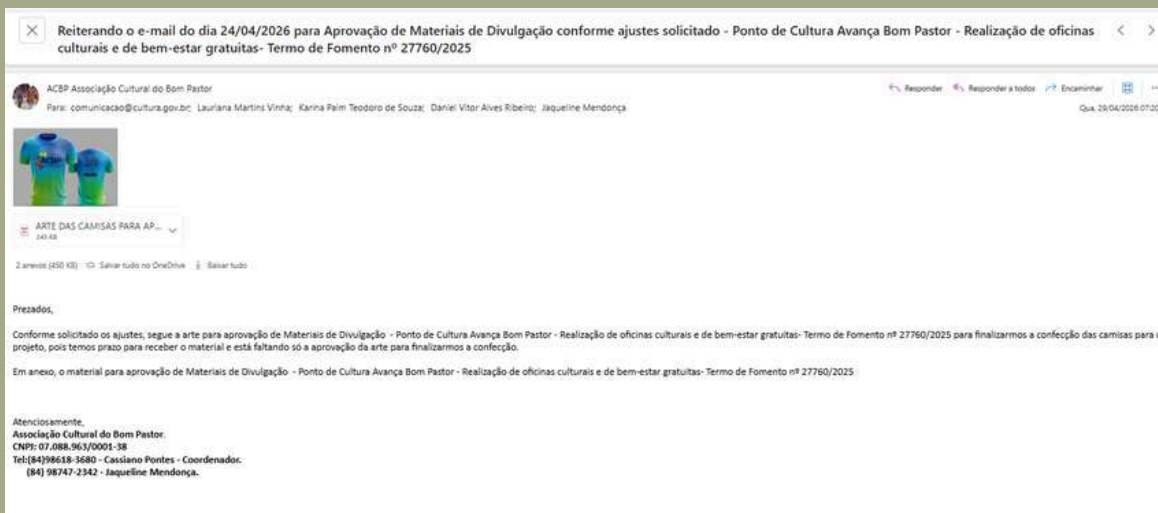 Reiterando o e-mail do dia 24/04/2026 para Aprovação de Materiais de Divulgação conforme ajustes solicitado - Ponto de Cultura Avança Bom Pastor - Realização de oficinas
culturais e de bem-estar gratuitas- Termo de Fomento nº 27760/2025
ACBP Associação Cultural do Bom Pastor
Responder Responder a todos Encaminhar
Para: comunicacao@cultura.gov.br; Lauriana Martins Vinha; Karina Paim Teodoro de Souza; Daniel Vitor Alves Ribeiro; Jaqueline Mendonça
Qua, 29/04/2026 07:20
ARTE DAS CAMISAS PARA AP...
345 KB
2 anexos (450 KB) Salvar tudo no OneDrive Baixar tudo
Prezados,
Conforme solicitado os ajustes, segue a arte para aprovação de Materiais de Divulgação - Ponto de Cultura Avança Bom Pastor - Realização de oficinas culturais e de bem-estar gratuitas- Termo de Fomento nº 27760/2025 para finalizarmos a confecção das camisas para
projeto, pois temos prazo para receber o material e está faltando só a aprovação da arte para finalizarmos a confecção.
Em anexo, o material para aprovação de Materiais de Divulgação - Ponto de Cultura Avança Bom Pastor - Realização de oficinas culturais e de bem-estar gratuitas- Termo de Fomento nº 27760/2025
Atenciosamente,
Associação Cultural do Bom Pastor.
CNPJ: 07.088.963/0001-38
Tel:(84)98618-3680 - Cassiano Pontes - Coordenador.
(84) 98747-2342 - Jaqueline Mendonça.